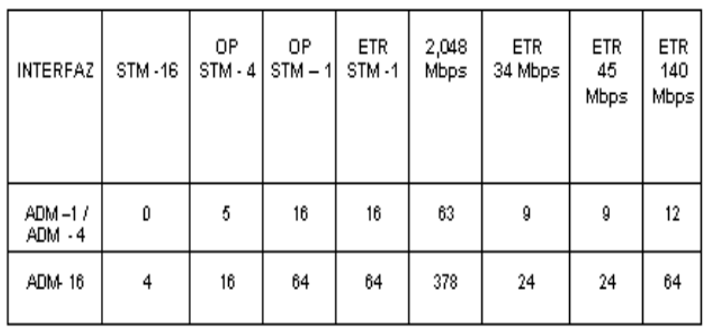 INTERFAZ STM -16 OP STM - 4 OP STM – 1 ETR STM -1 2,048 Mbps ETR 34 Mbps ETR 45 Mbps ETR 140 Mbps
ADM –1 / ADM - 4 0 5 16 16 63 9 9 12
ADM- 16 4 16 64 64 378 24 24 64